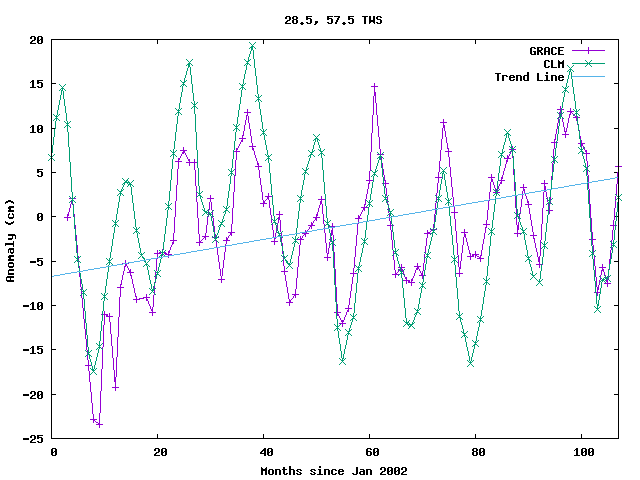 28.5, 57.5 TWS
GRACE
CLM
Trend Line
20
15
10
5
0
-5
-10
-15
-20
-25
Anomaly (cm)
0 20 40 60 80 100
Months since Jan 2002